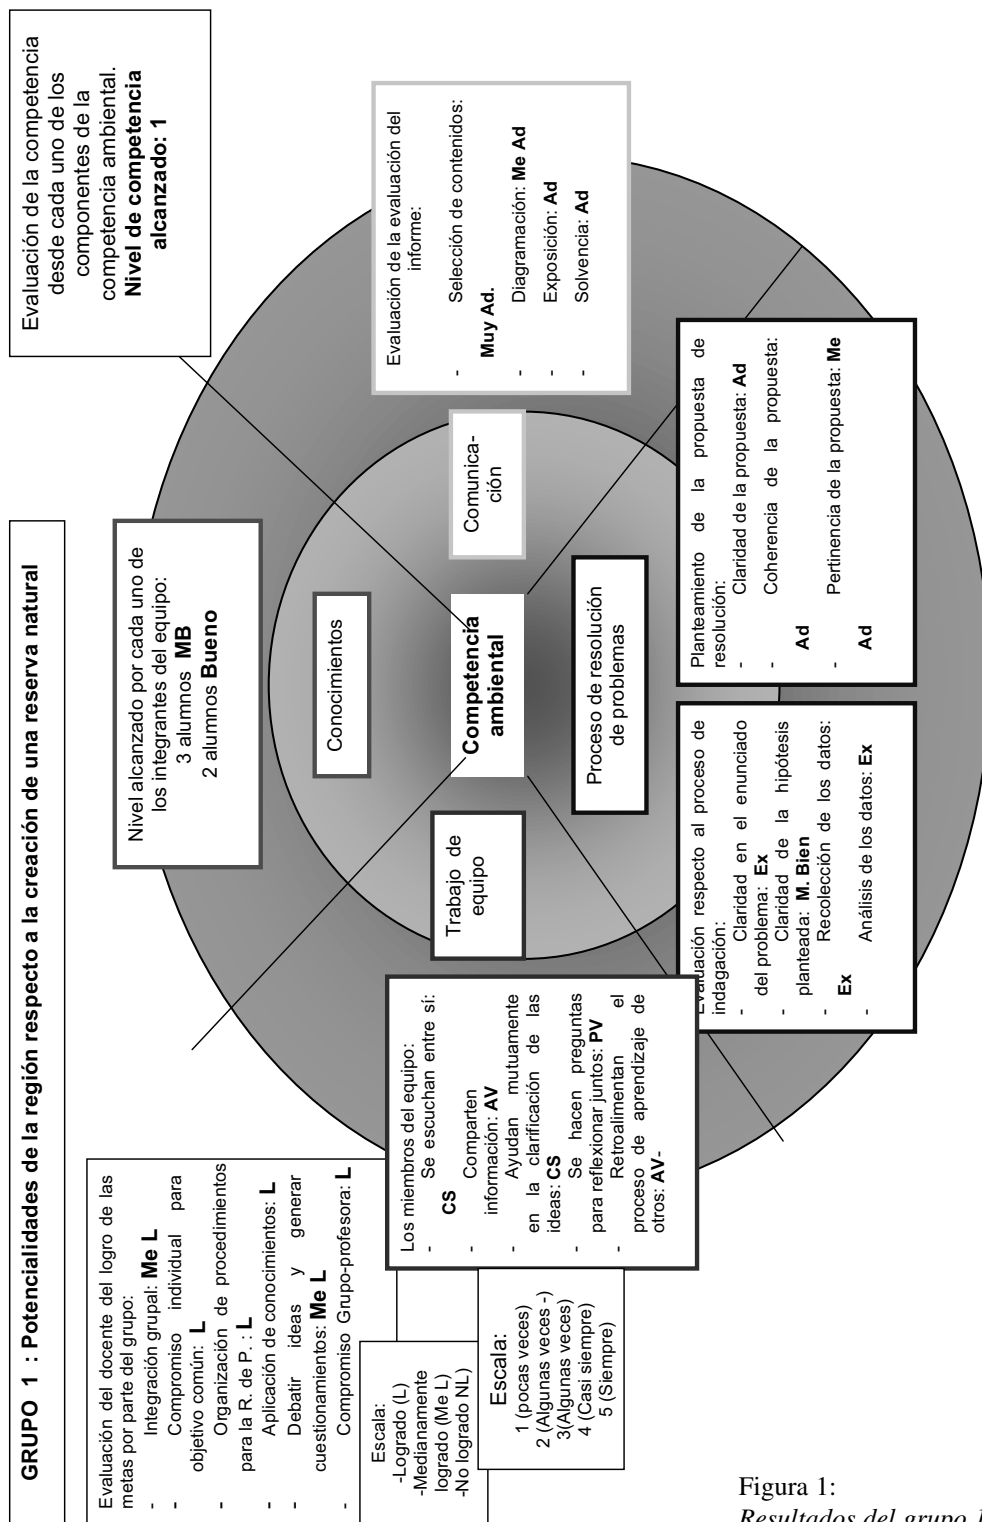 GRUPO 1 : Potencialidades de la región respecto a la creación de una reserva natural
Evaluación del docente del logro de las
metas por parte del grupo:
- Integración grupal: Me L
- Compromiso individual para
objetivo común: L
- Organización de procedimientos
para la R. de P. : L
- Aplicación de conocimientos: L
- Debatir ideas y generar
cuestionamientos: Me L
- Compromiso Grupo-profesora: L
Escala:
-Logrado (L)
-Medianamente
logrado (Me L)
-No logrado NL)
Nivel alcanzado por cada uno de
los integrantes del equipo:
3 alumnos MB
2 alumnos Bueno
Evaluación de la competencia
desde cada uno de los
componentes de la
competencia ambiental.
Nivel de competencia
alcanzado: 1
Conocimientos
Trabajo de
equipo
Competencia
ambiental
Comunica-
ción
Proceso de resolución
de problemas
Los miembros del equipo:
- Se escuchan entre sí:
CS
- Comparten
información: AV
- Ayudan mutuamente
en la clarificación de las
ideas: CS
- Se hacen preguntas
para reflexionar juntos: PV
- Retroalimentan el
proceso de aprendizaje de
otros: AV-
Escala:
1 (pocas veces)
2 (Algunas veces -)
3(Algunas veces)
4 (Casi siempre)
5 (Siempre)
Evaluación de la evaluación del
informe:
- Selección de contenidos:
Muy Ad.
- Diagramación: Me Ad
- Exposición: Ad
- Solvencia: Ad
Evaluación respecto al proceso de
indagación:
- Claridad en el enunciado
del problema: Ex
- Claridad de la hipótesis
planteada: M. Bien
- Recolección de los datos:
Ex
- Análisis de los datos: Ex
Planteamiento de la propuesta de
resolución:
- Claridad de la propuesta: Ad
- Coherencia de la propuesta:
Ad
- Pertinencia de la propuesta: Me
Ad
Figura 1:
Resultados del grupo 1